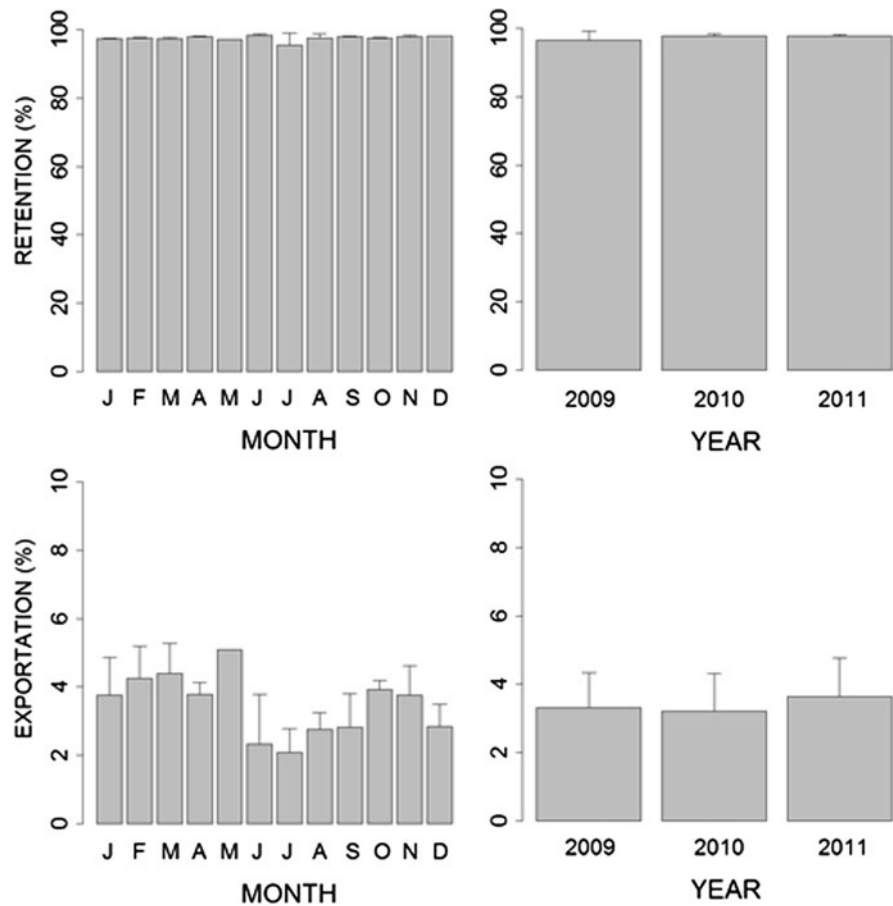 RETENTION (%)
0 20 40 60 80 100
J F M A M J J A S O N D
MONTH
0 20 40 60 80 100
2009 2010 2011
YEAR
EXPORTATION (%)
0 2 4 6 8 10
J F M A M J J A S O N D
MONTH
0 2 4 6 8 10
2009 2010 2011
YEAR